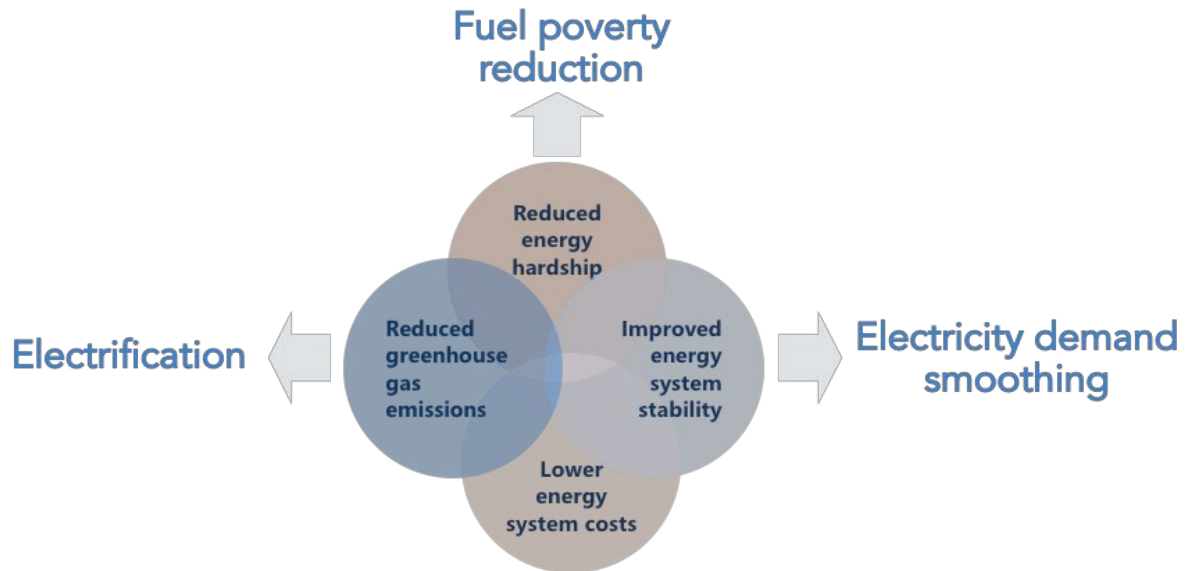 Fuel poverty
reduction
Reduced
energy
hardship
Electrification
Reduced
greenhouse
gas
emissions
Improved
energy
system
stability
Electricity demand
smoothing
Lower
energy
system costs